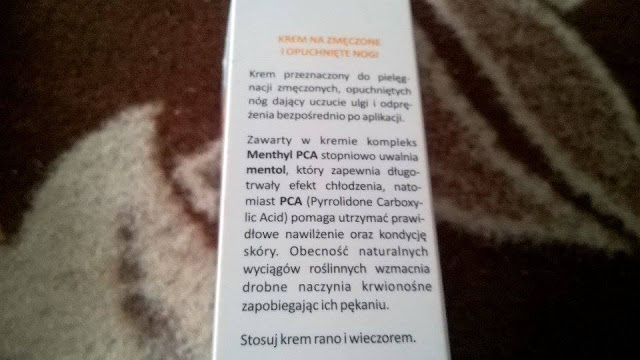 KREM NA ZMĘCZONE
I OPUCHNIĘTE NOGI
Krem przeznaczony do pielęg-
nacji zmęczonych, opuchniętych
nóg dający uczucie ulgi i odprę-
żenia bezpośrednio po aplikacji.
Zawarty w kremie kompleks
Menthyl PCA stopniowo uwalnia
mentol, który zapewnia długo-
trwały efekt chłodzenia, nato-
miast PCA (Pyrrolidone Carboxy-
lic Acid) pomaga utrzymać prawi-
dłowe nawilżenie oraz kondycję
skóry. Obecność naturalnych
wyciągów roślinnych wzmacnia
drobne naczynia krwionośne
zapobiegając ich pękaniu.
Stosuj krem rano i wieczorem.